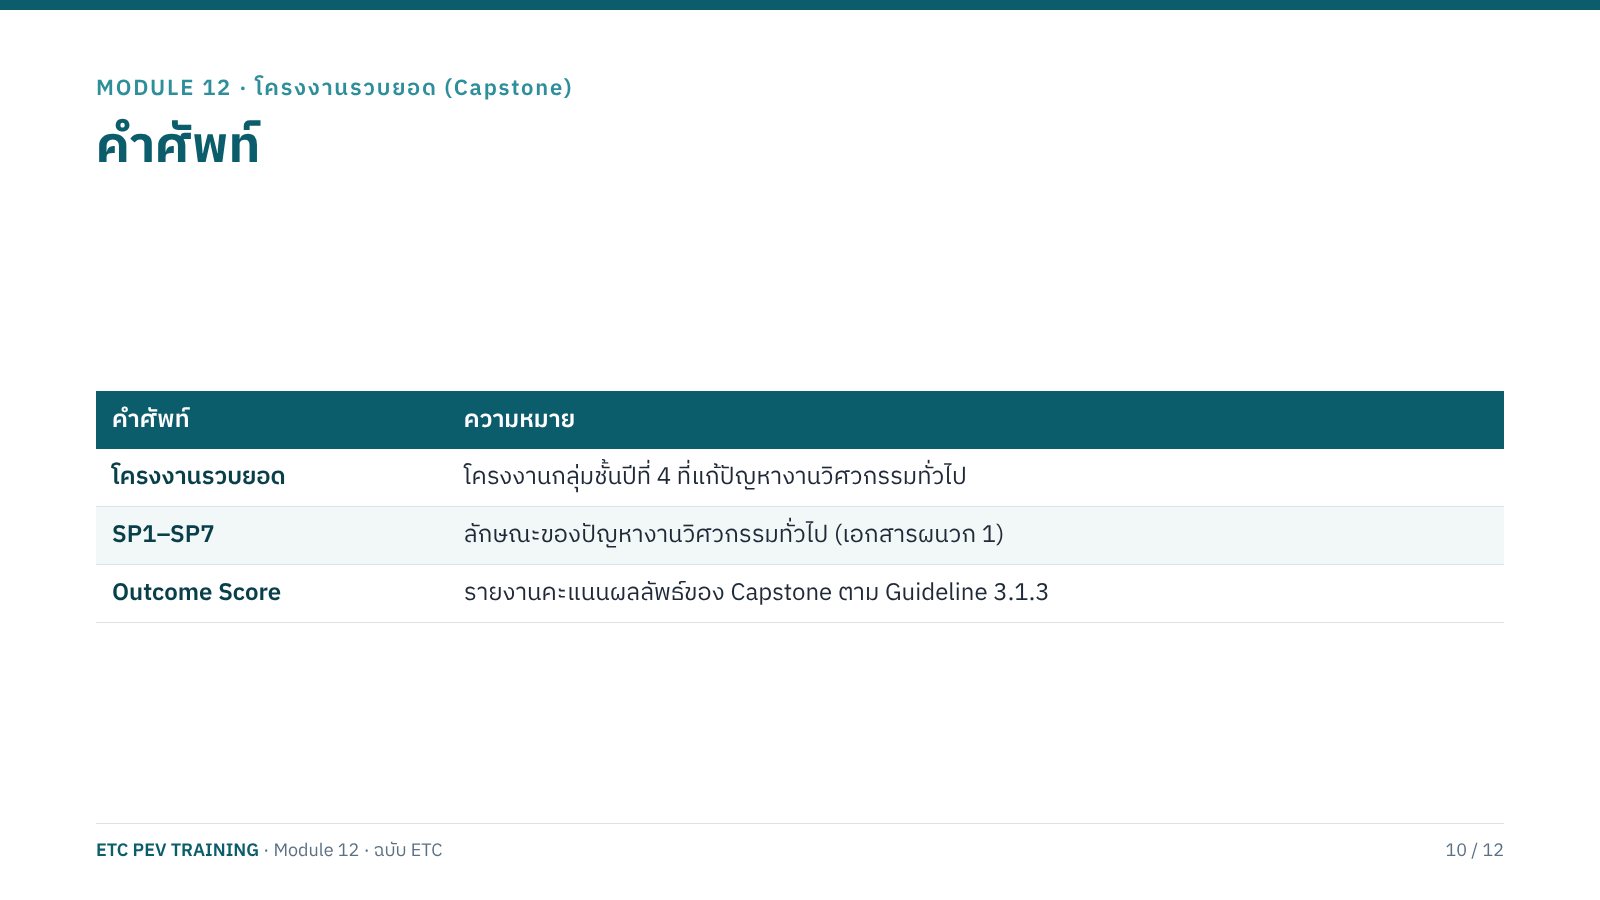 MODULE 12 · โครงงานรวบยอด (Capstone)
คำศัพท์
คำศัพท์ ความหมาย
โครงงานรวบยอด โครงงานกลุ่มชั้นปีที่ 4 ที่แก้ปัญหางานวิศวกรรมทั่วไป
SP1–SP7 ลักษณะของปัญหางานวิศวกรรมทั่วไป (เอกสารผนวก 1)
Outcome Score รายงานคะแนนผลลัพธ์ของ Capstone ตาม Guideline 3.1.3
ETC PEV TRAINING · Module 12 · ฉบับ ETC 10 / 12